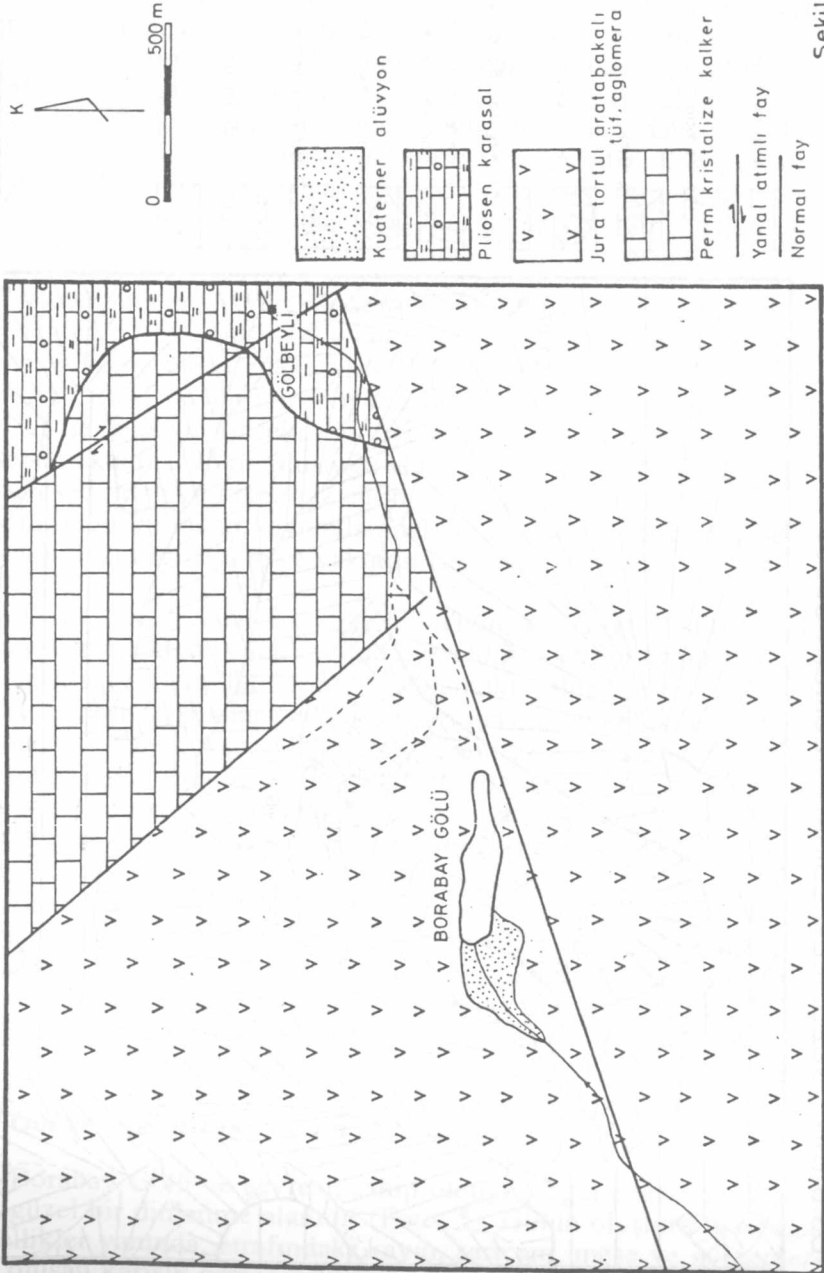 K
0 500 m
Kuaterner alüvyon
Pliosen karasal
Jura tortul aratabakalı
tüf, aglomera
Perm kristalize kalker
Yanal atımlı fay
Normal fay
Şekil
GÖLBEYLİ
BORABAY GÖLÜ